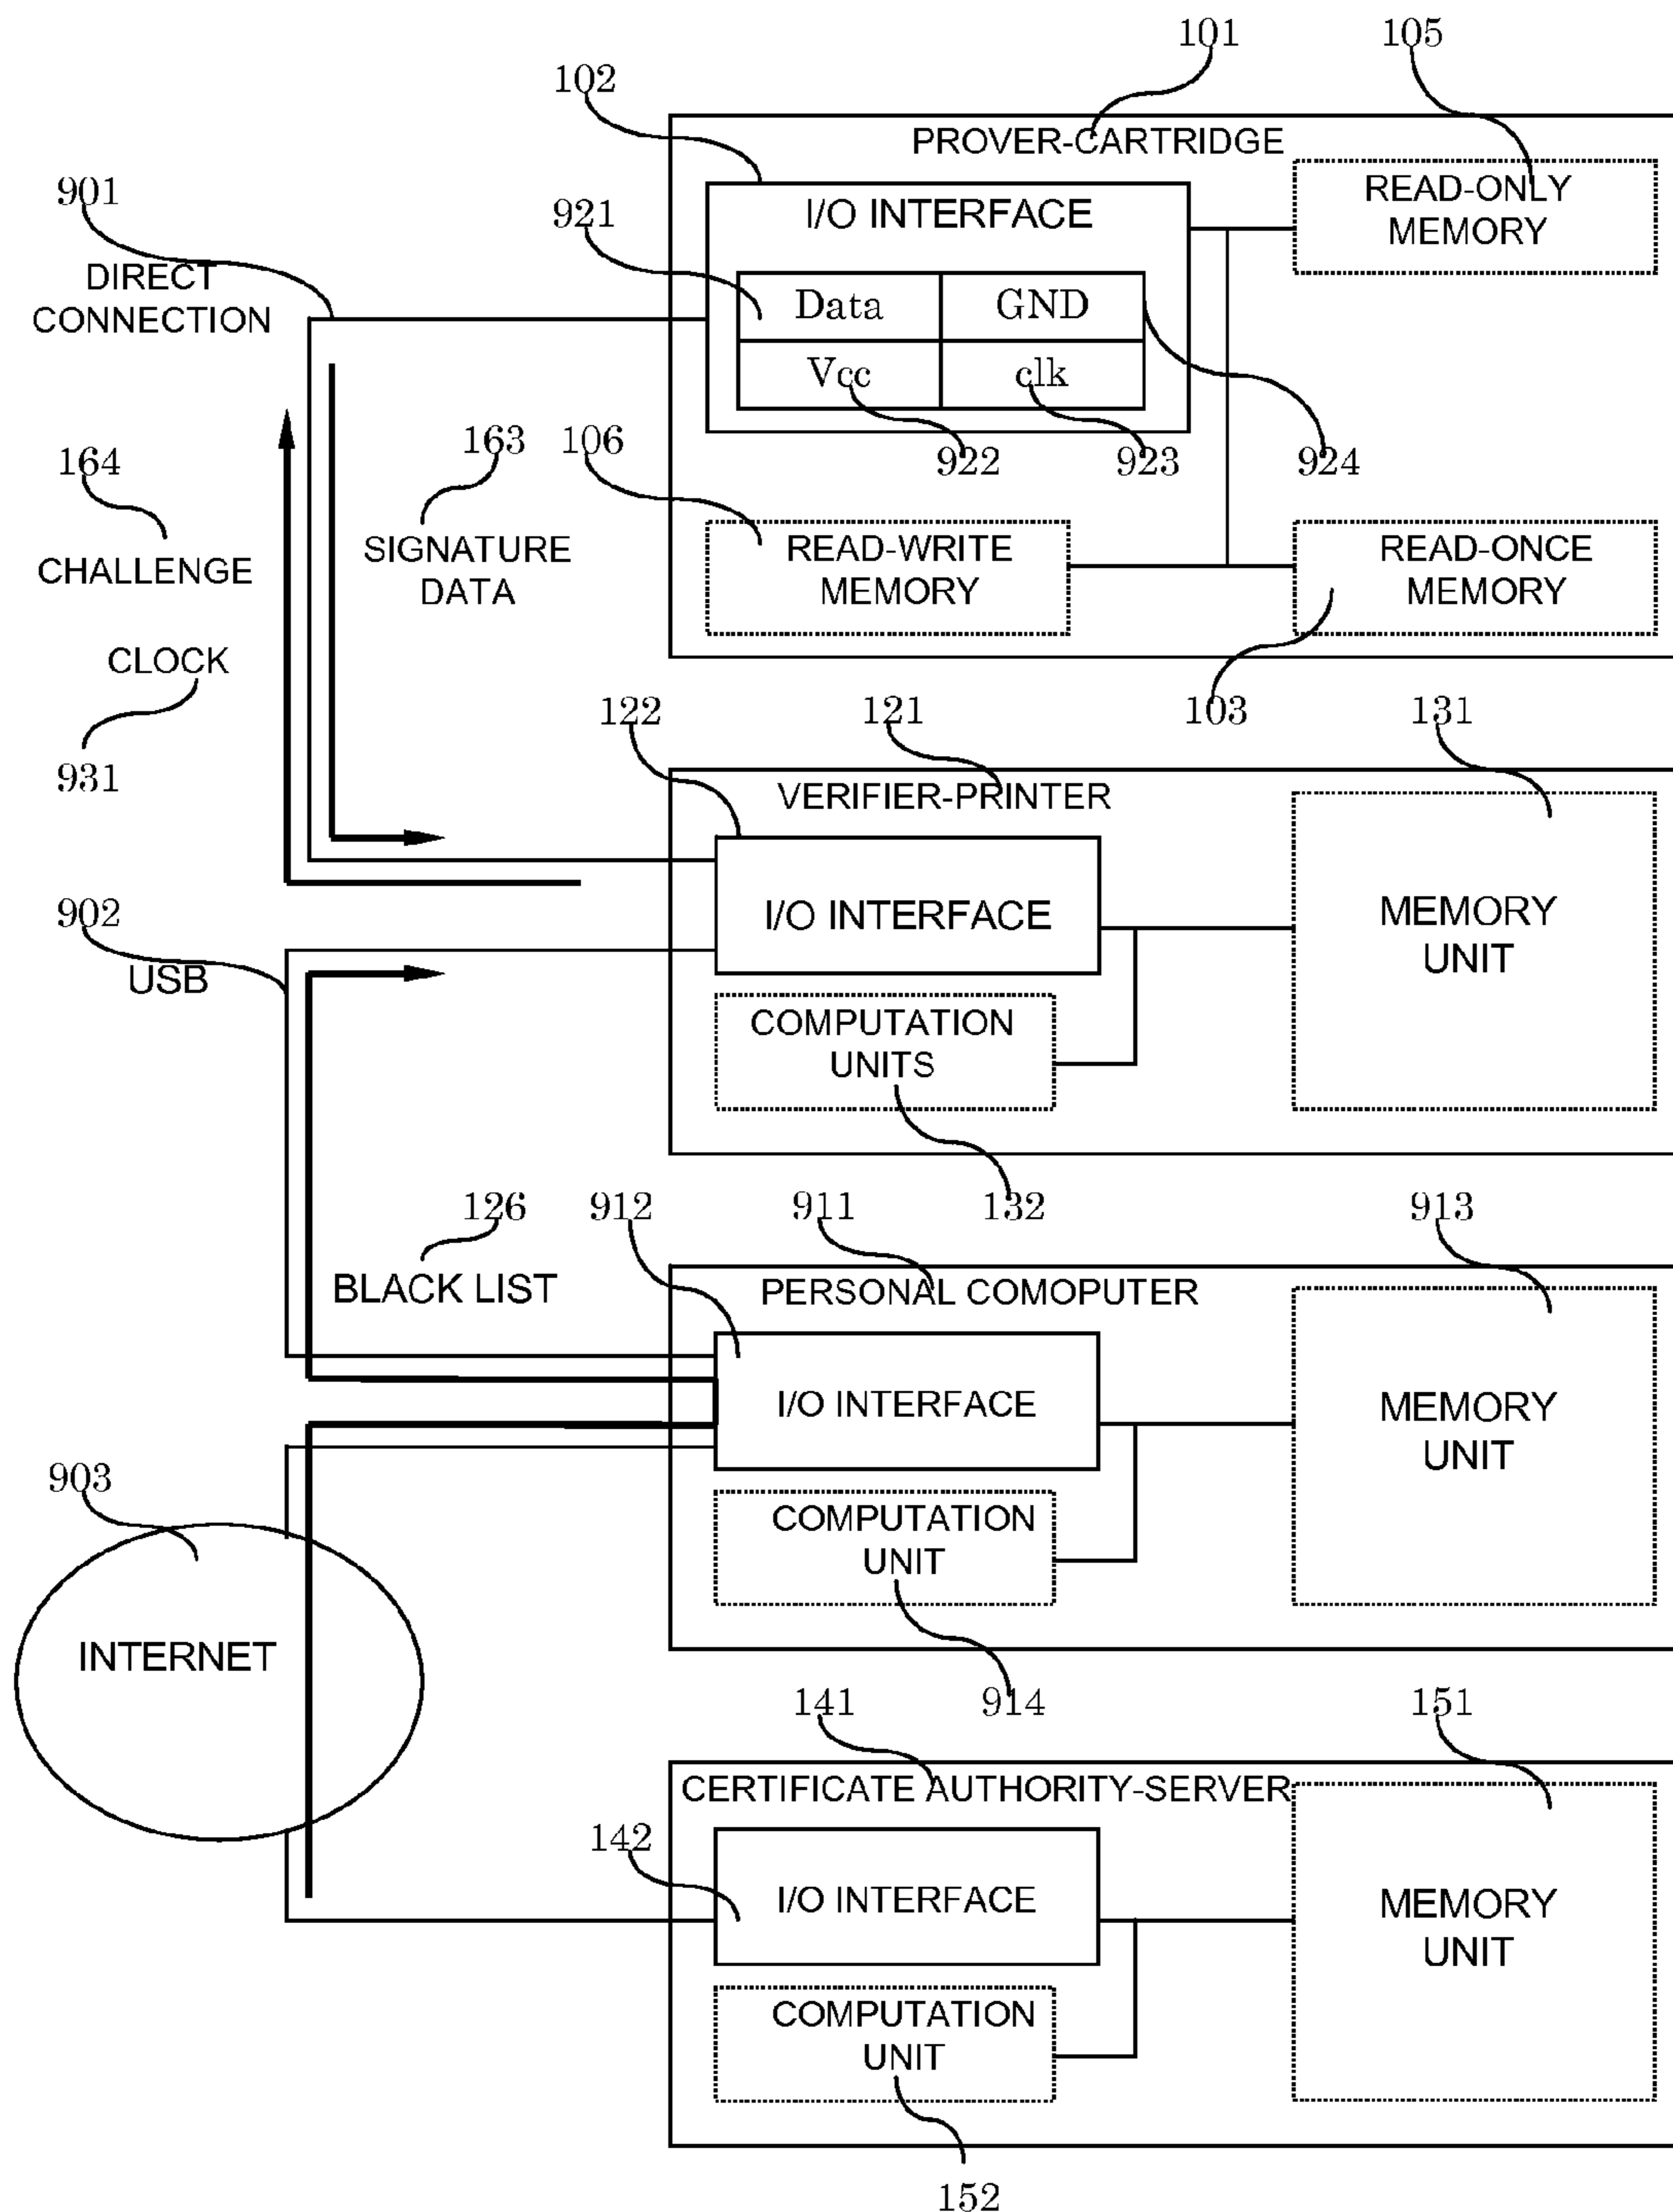 101
105
102
PROVER-CARTRIDGE
901
921
I/O INTERFACE
READ-ONLY
MEMORY
DIRECT
CONNECTION
Data
GND
Vcc
clk
164
163
106
922
923
924
CHALLENGE
SIGNATURE
DATA
READ-WRITE
MEMORY
READ-ONCE
MEMORY
CLOCK
931
122
121
103
131
VERIFIER-PRINTER
902
USB
I/O INTERFACE
MEMORY
UNIT
COMPUTATION
UNITS
126
912
911
132
913
BLACK LIST
PERSONAL COMOPUTER
I/O INTERFACE
MEMORY
UNIT
903
COMPUTATION
UNIT
INTERNET
141
914
151
CERTIFICATE AUTHORITY-SERVER
142
I/O INTERFACE
MEMORY
UNIT
COMPUTATION
UNIT
152